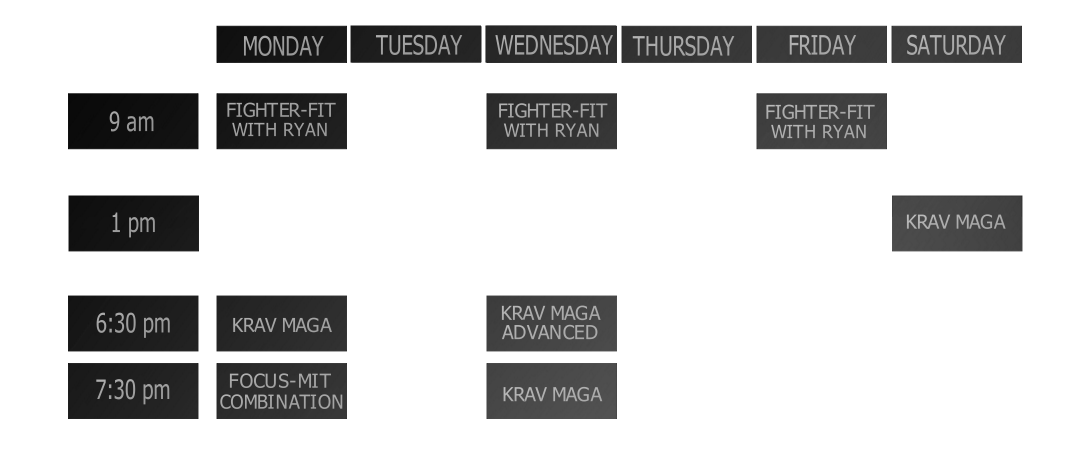 MONDAY TUESDAY WEDNESDAY THURSDAY FRIDAY SATURDAY
9 am
FIGHTER-FIT
WITH RYAN
FIGHTER-FIT
WITH RYAN
FIGHTER-FIT
WITH RYAN
1 pm
KRAV MAGA
6:30 pm
KRAV MAGA
KRAV MAGA
ADVANCED
7:30 pm
FOCUS-MIT
COMBINATION
KRAV MAGA